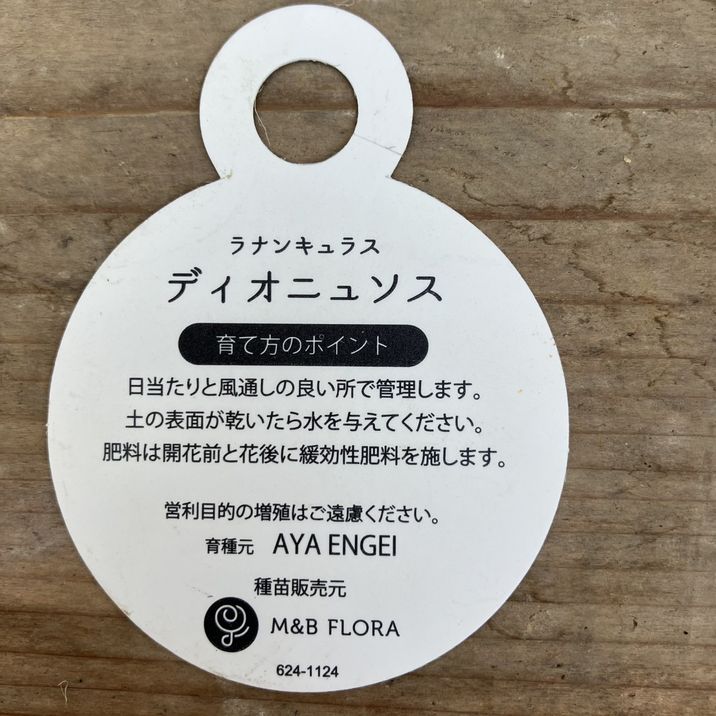 ラナンキュラス
ディオニュソス
育て方のポイント
日当たりと風通しの良い所で管理します。
土の表面が乾いたら水を与えてください。
肥料は開花前と花後に緩効性肥料を施します。
営利目的の増殖はご遠慮ください。
育種元 AYA ENGEI
種苗販売元
M&B FLORA
624-1124